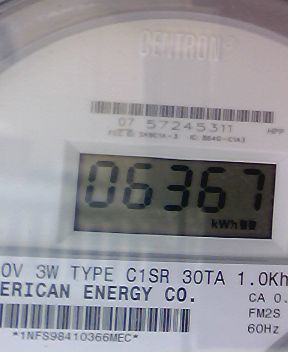 CENTRON®
07 57245311
HPP
06367
kWh
0V 3W TYPE C1SR 30TA 1.0Kh
ERICAN ENERGY CO.
CA 0.
FM2S
*1NFS98410366MEC*
60Hz